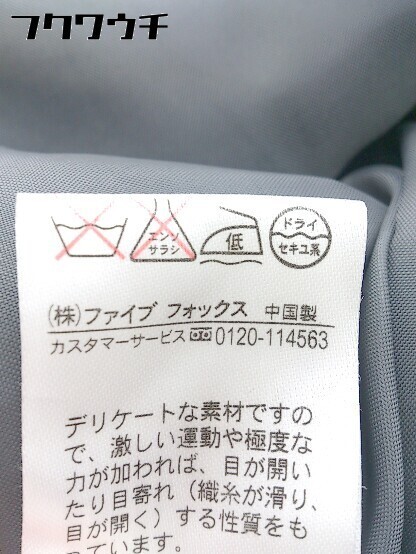 フクワウチ
エンソ
サラシ
低
ドライ
セキユ系
(株)ファイブ フォックス 中国製
カスタマーサービス 0120-114563
デリケートな素材ですの
で、激しい運動や極度な
力が加われば、目が開い
たり目寄れ（織糸が滑り、
目が開く）する性質をも
っています。